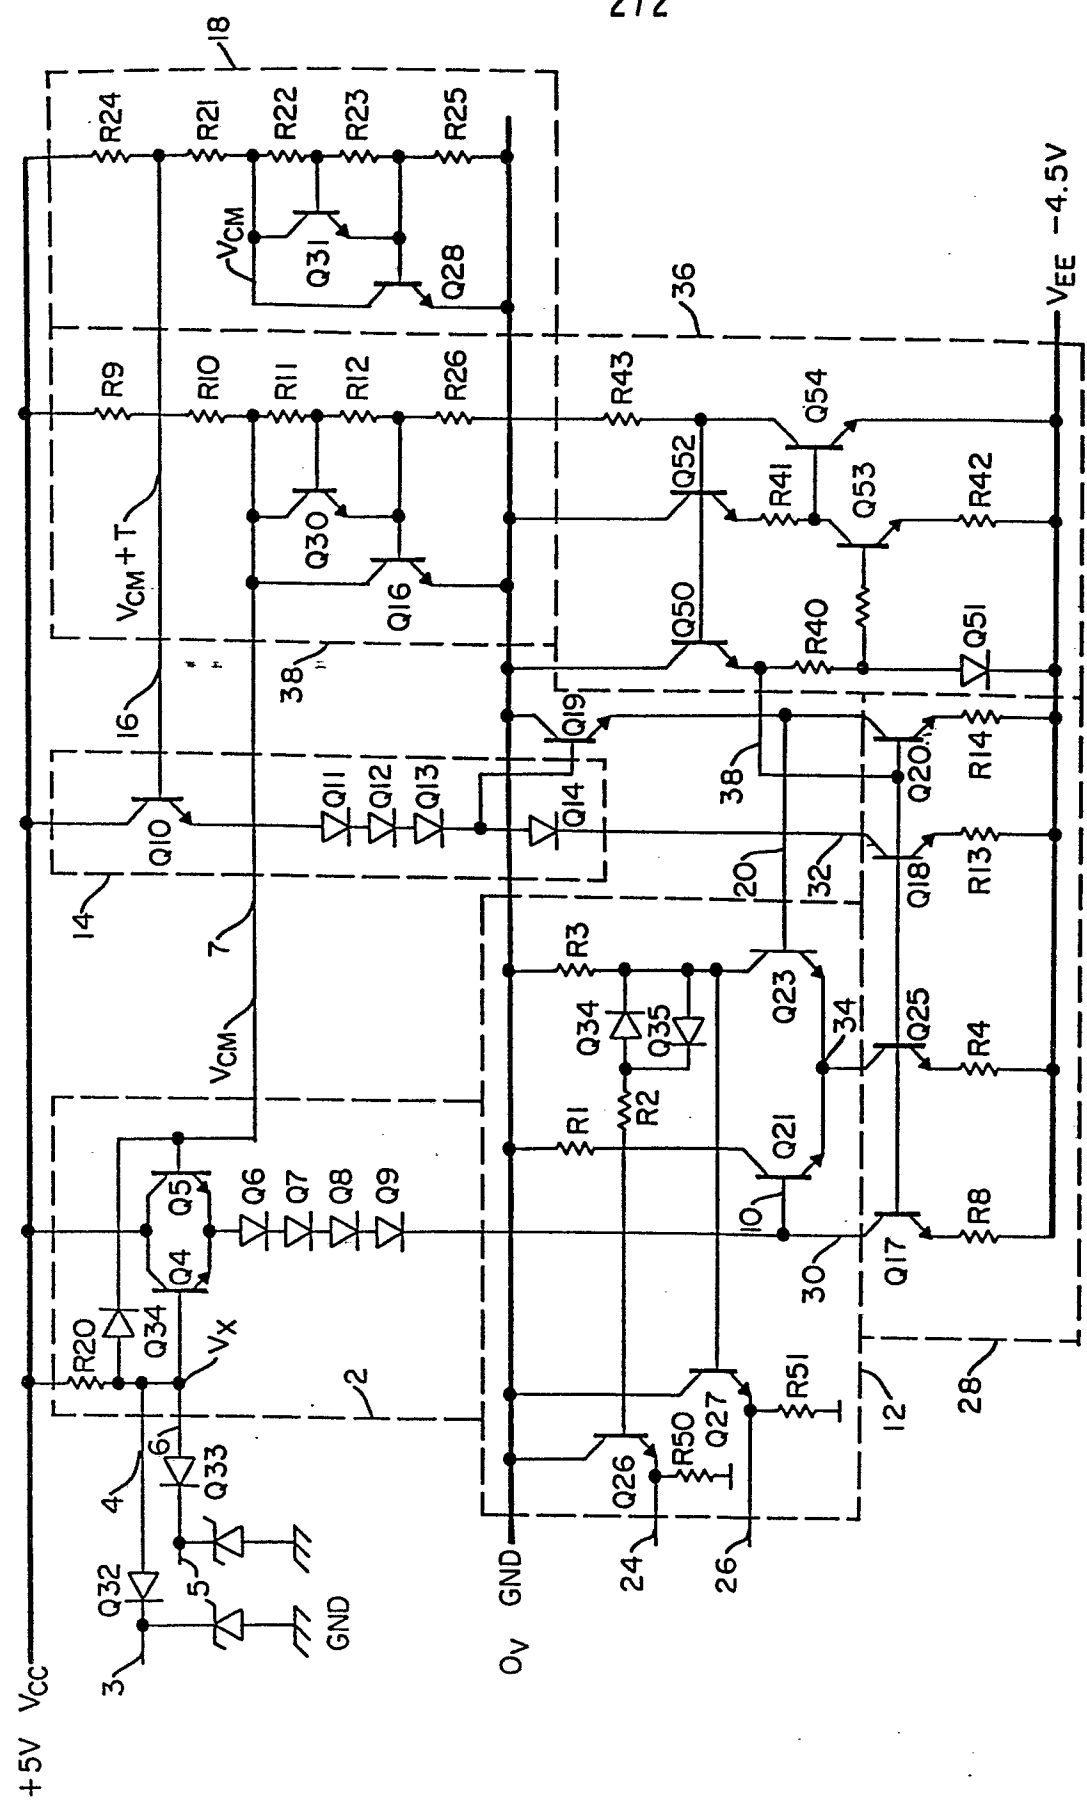 2/2
18
R24
R21
R22
R23
R25
VCM
Q31
Q28
36
VEE -4.5V
R9
R10
R11
R12
R26
R43
VCM+T
Q30
Q16
Q52
Q54
R41
Q53
R42
Q50
R40
Q51
38
16
Q19
Q10
Q11
Q12
Q13
Q14
38
Q20
R14
14
20
32
Q18
R13
7
VCM
R3
Q34
Q35
Q23
34
Q25
R4
R1
R2
Q21
10
Q5
Q4
Q6
Q7
Q8
Q9
30
Q17
R8
R20
Q34
VX
2
R51
12
28
6
Q33
4
Q27
R50
Q26
Q32
5
24
26
3
GND
GND
0V
+5V VCC